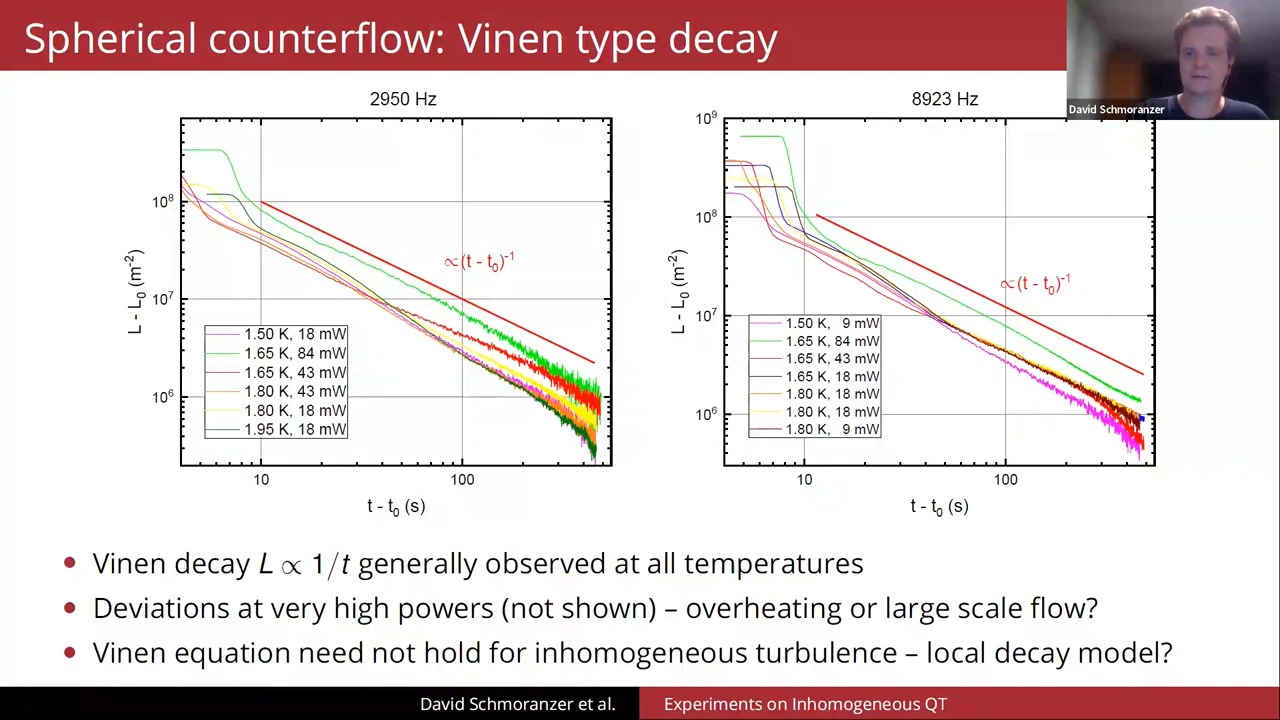 Spherical counterflow: Vinen type decay
David Schmoranzer
2950 Hz
L - L0 (m-2)
10^8
10^7
10^6
∝(t - t0)-1
1.50 K, 18 mW
1.65 K, 84 mW
1.65 K, 43 mW
1.80 K, 43 mW
1.80 K, 18 mW
1.95 K, 18 mW
10 100
t - t0 (s)
8923 Hz
L - L0 (m-2)
10^9
10^8
10^7
10^6
∝(t - t0)-1
1.50 K, 9 mW
1.65 K, 84 mW
1.65 K, 43 mW
1.65 K, 18 mW
1.80 K, 18 mW
1.80 K, 18 mW
1.80 K, 9 mW
10 100
t - t0 (s)
• Vinen decay L ∝ 1/t generally observed at all temperatures
• Deviations at very high powers (not shown) – overheating or large scale flow?
• Vinen equation need not hold for inhomogeneous turbulence – local decay model?
David Schmoranzer et al.
Experiments on Inhomogeneous QT